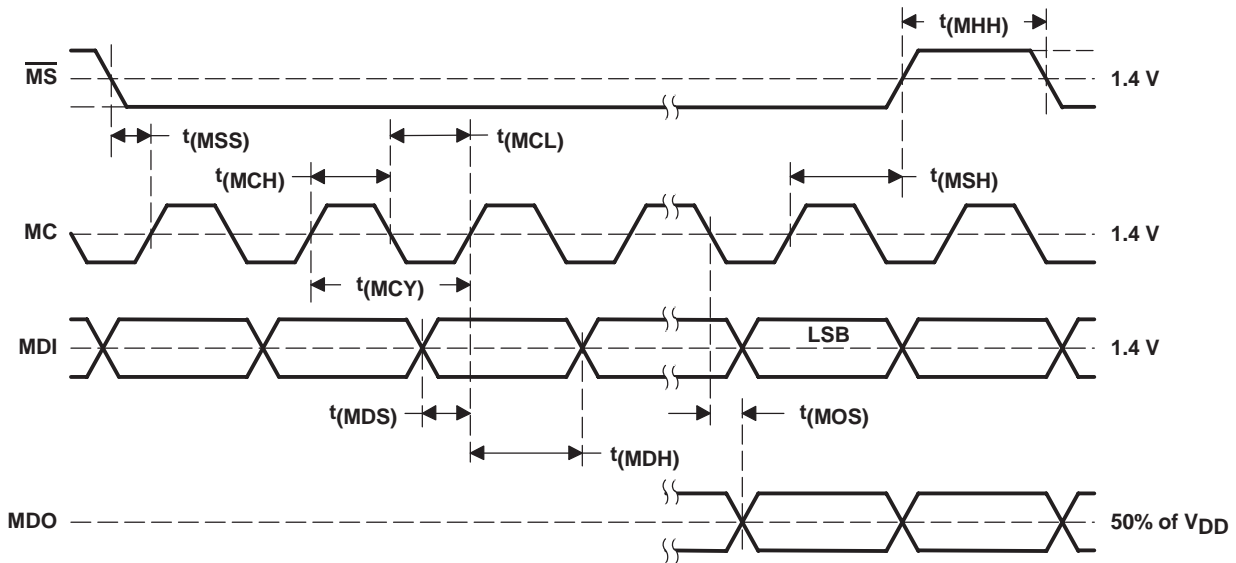 t(MHH)
MS
1.4 V
t(MSS)
t(MCL)
t(MCH)
t(MSH)
MC
1.4 V
t(MCY)
LSB
MDI
1.4 V
t(MDS)
t(MOS)
t(MDH)
MDO
50% of VDD